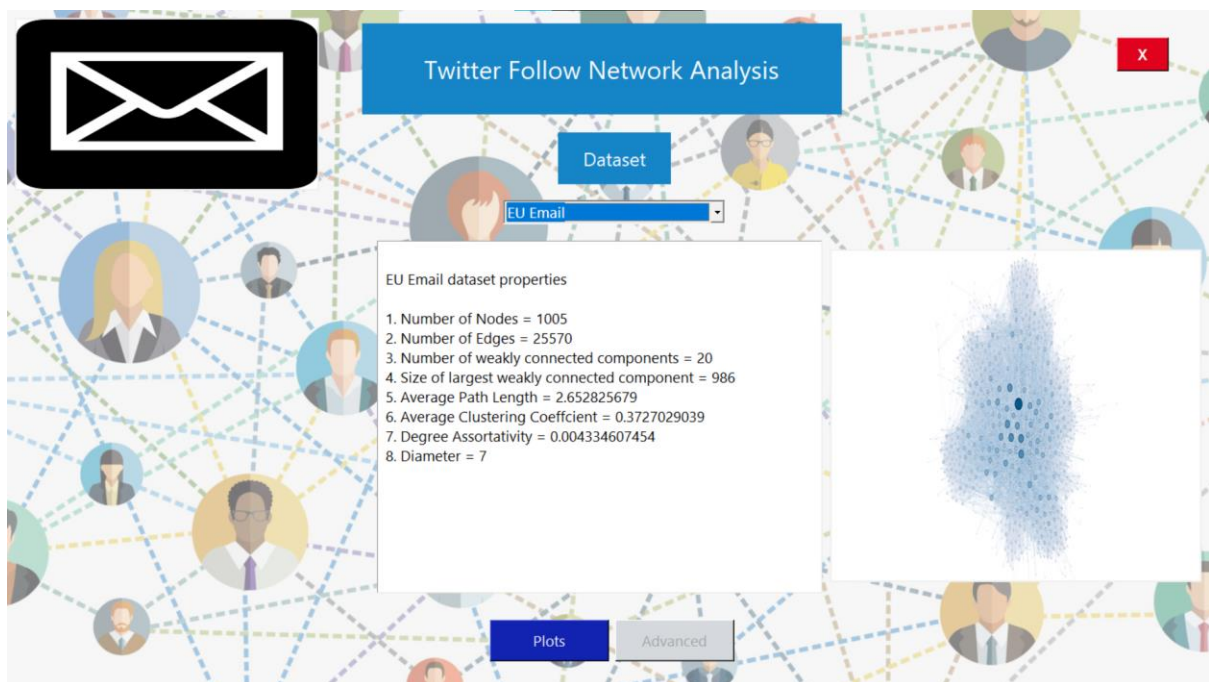 Twitter Follow Network Analysis
X
Dataset
EU Email
EU Email dataset properties
1. Number of Nodes = 1005
2. Number of Edges = 25570
3. Number of weakly connected components = 20
4. Size of largest weakly connected component = 986
5. Average Path Length = 2.652825679
6. Average Clustering Coeffcient = 0.3727029039
7. Degree Assortativity = 0.004334607454
8. Diameter = 7
Plots
Advanced